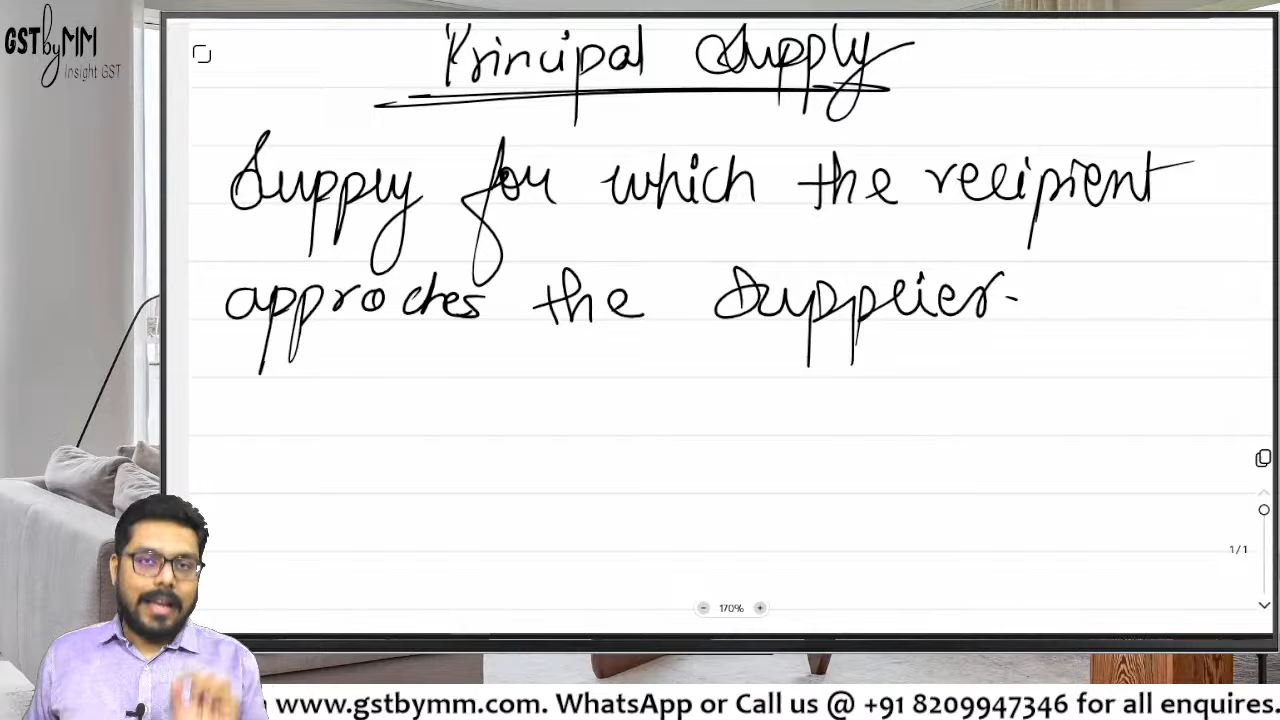 GST by MM
Insight GST
Principal Supply
Supply for which the recipient
approches the Supplier.
1/1
170%
www.gstbymm.com. WhatsApp or Call us @ +91 8209947346 for all enquires.